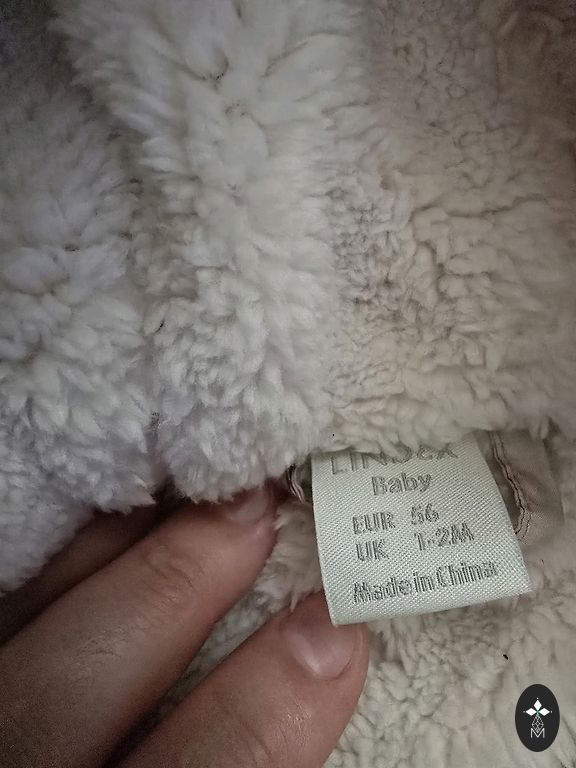 LINDEX
Baby
EUR 56
UK 1-2M
Made in China